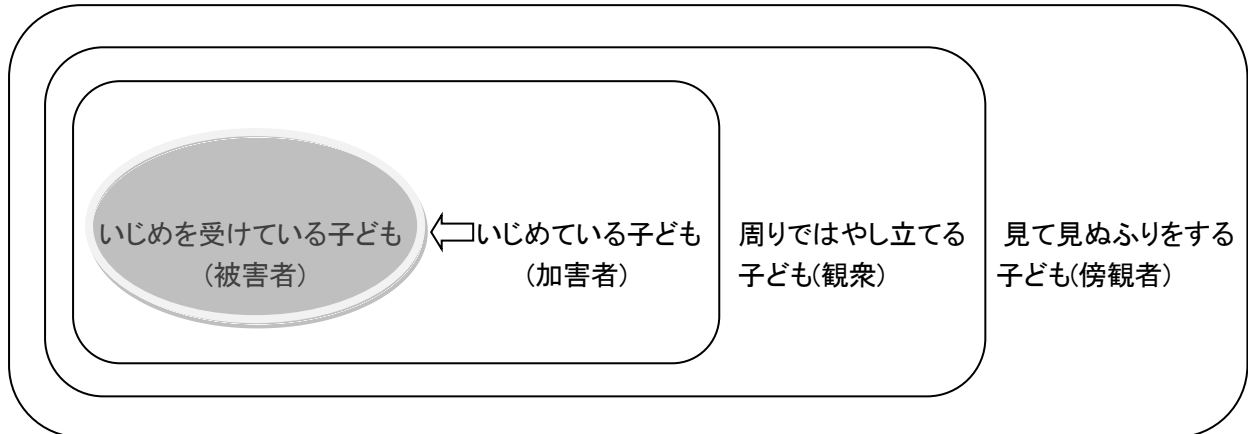 いじめを受けている子ども
(被害者)
いじめている子ども
(加害者)
周りではやし立てる
子ども(観衆)
見て見ぬふりをする
子ども(傍観者)